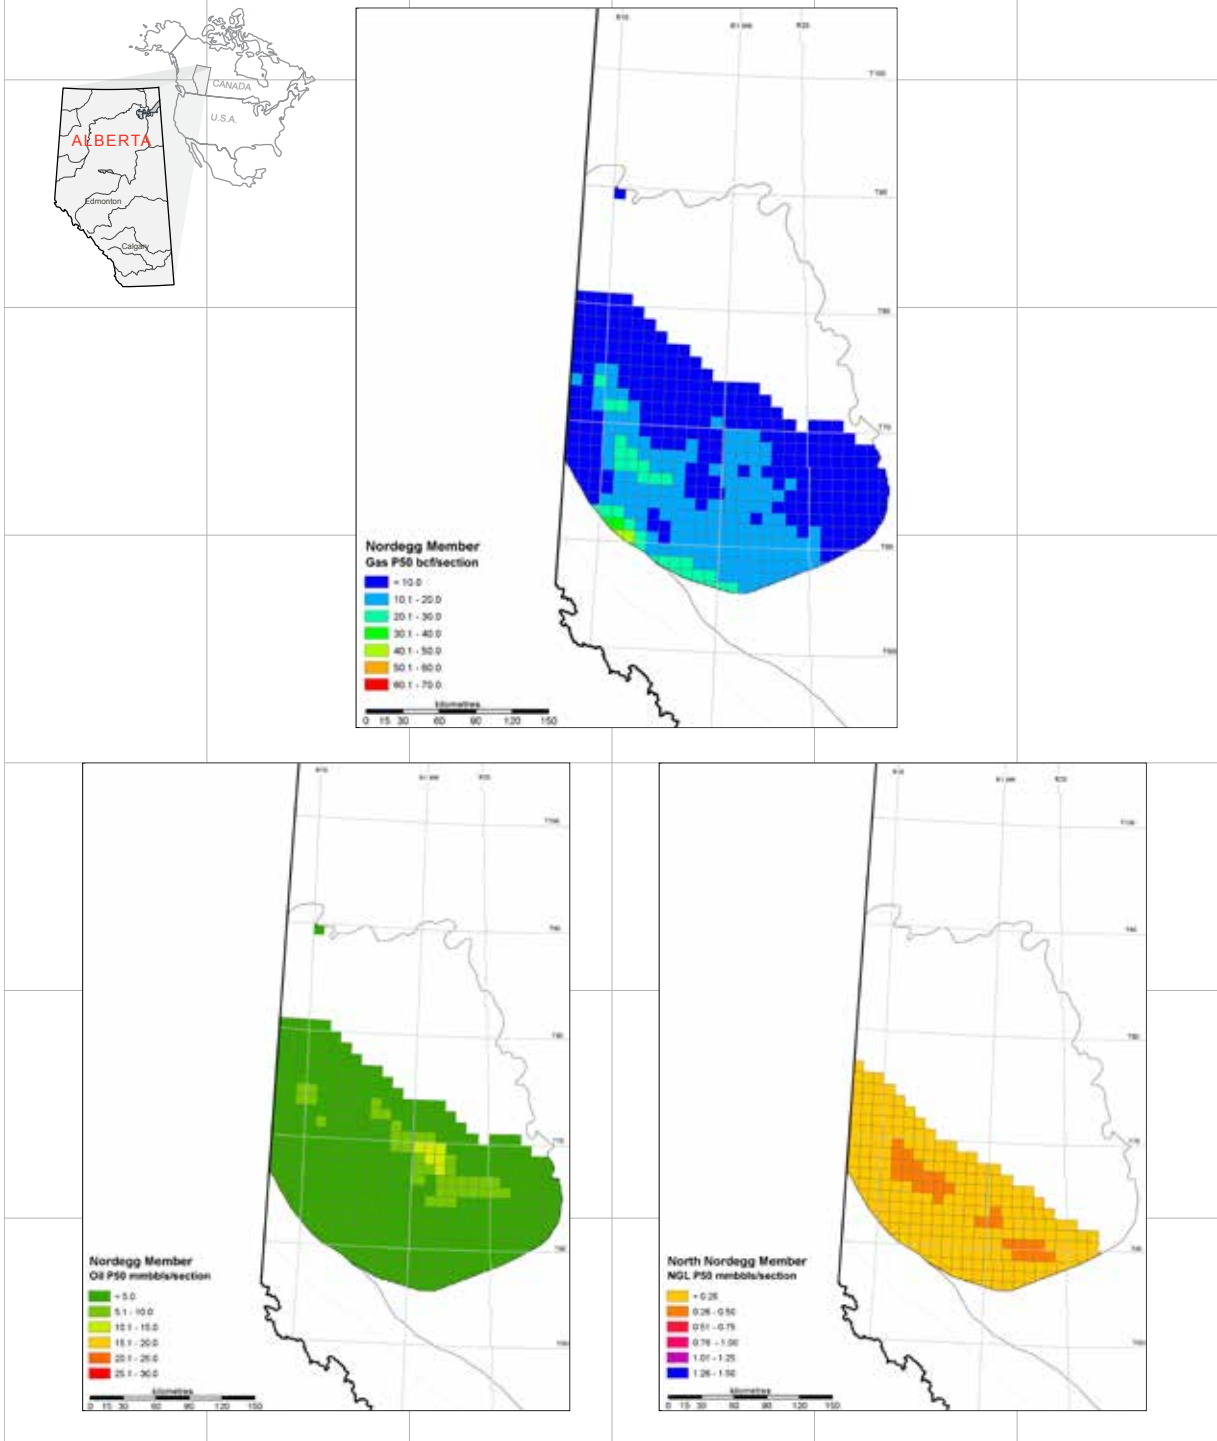 CANADA
U.S.A.
ALBERTA
Edmonton
Calgary
Nordegg Member
Gas P50 bcf/section
< 10.0
10.1 - 20.0
20.1 - 30.0
30.1 - 40.0
40.1 - 50.0
50.1 - 60.0
60.1 - 70.0
kilometres
0 15 30 60 90 120 150
Nordegg Member
Oil P50 mmbbls/section
< 5.0
5.1 - 10.0
10.1 - 15.0
15.1 - 20.0
20.1 - 25.0
25.1 - 30.0
kilometres
0 15 30 60 90 120 150
North Nordegg Member
NGL P50 mmbbls/section
< 0.25
0.26 - 0.50
0.51 - 0.75
0.76 - 1.00
1.01 - 1.25
1.26 - 1.50
kilometres
0 15 30 60 90 120 150